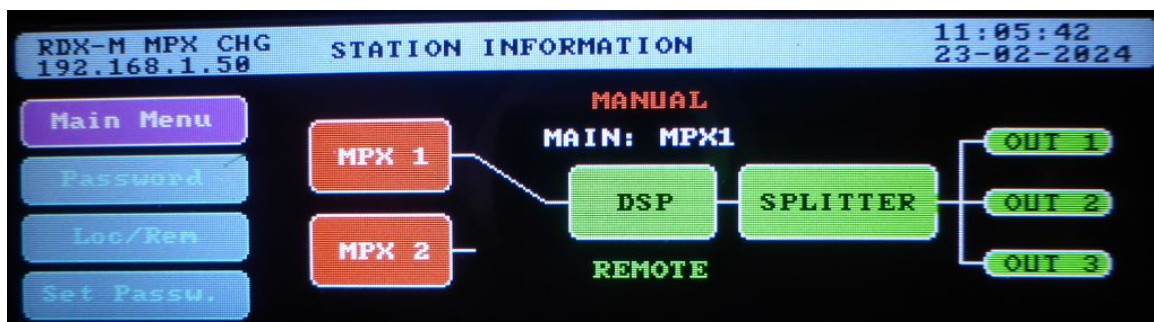 RDX-M MPX CHG
192.168.1.50
STATION INFORMATION
11:05:42
23-02-2024
Main Menu
Password
Loc/Rem
Set Passw.
MANUAL
MAIN: MPX1
MPX 1
MPX 2
DSP
SPLITTER
REMOTE
OUT 1
OUT 2
OUT 3